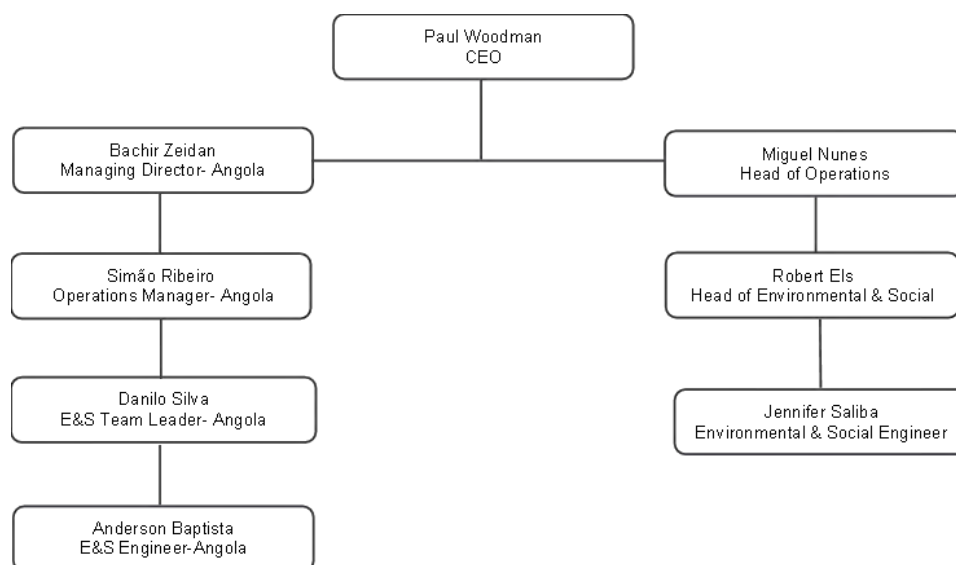 Paul Woodman
CEO
Bachir Zeidan
Managing Director- Angola
Miguel Nunes
Head of Operations
Simão Ribeiro
Operations Manager- Angola
Robert Els
Head of Environmental & Social
Danilo Silva
E&S Team Leader- Angola
Jennifer Saliba
Environmental & Social Engineer
Anderson Baptista
E&S Engineer-Angola